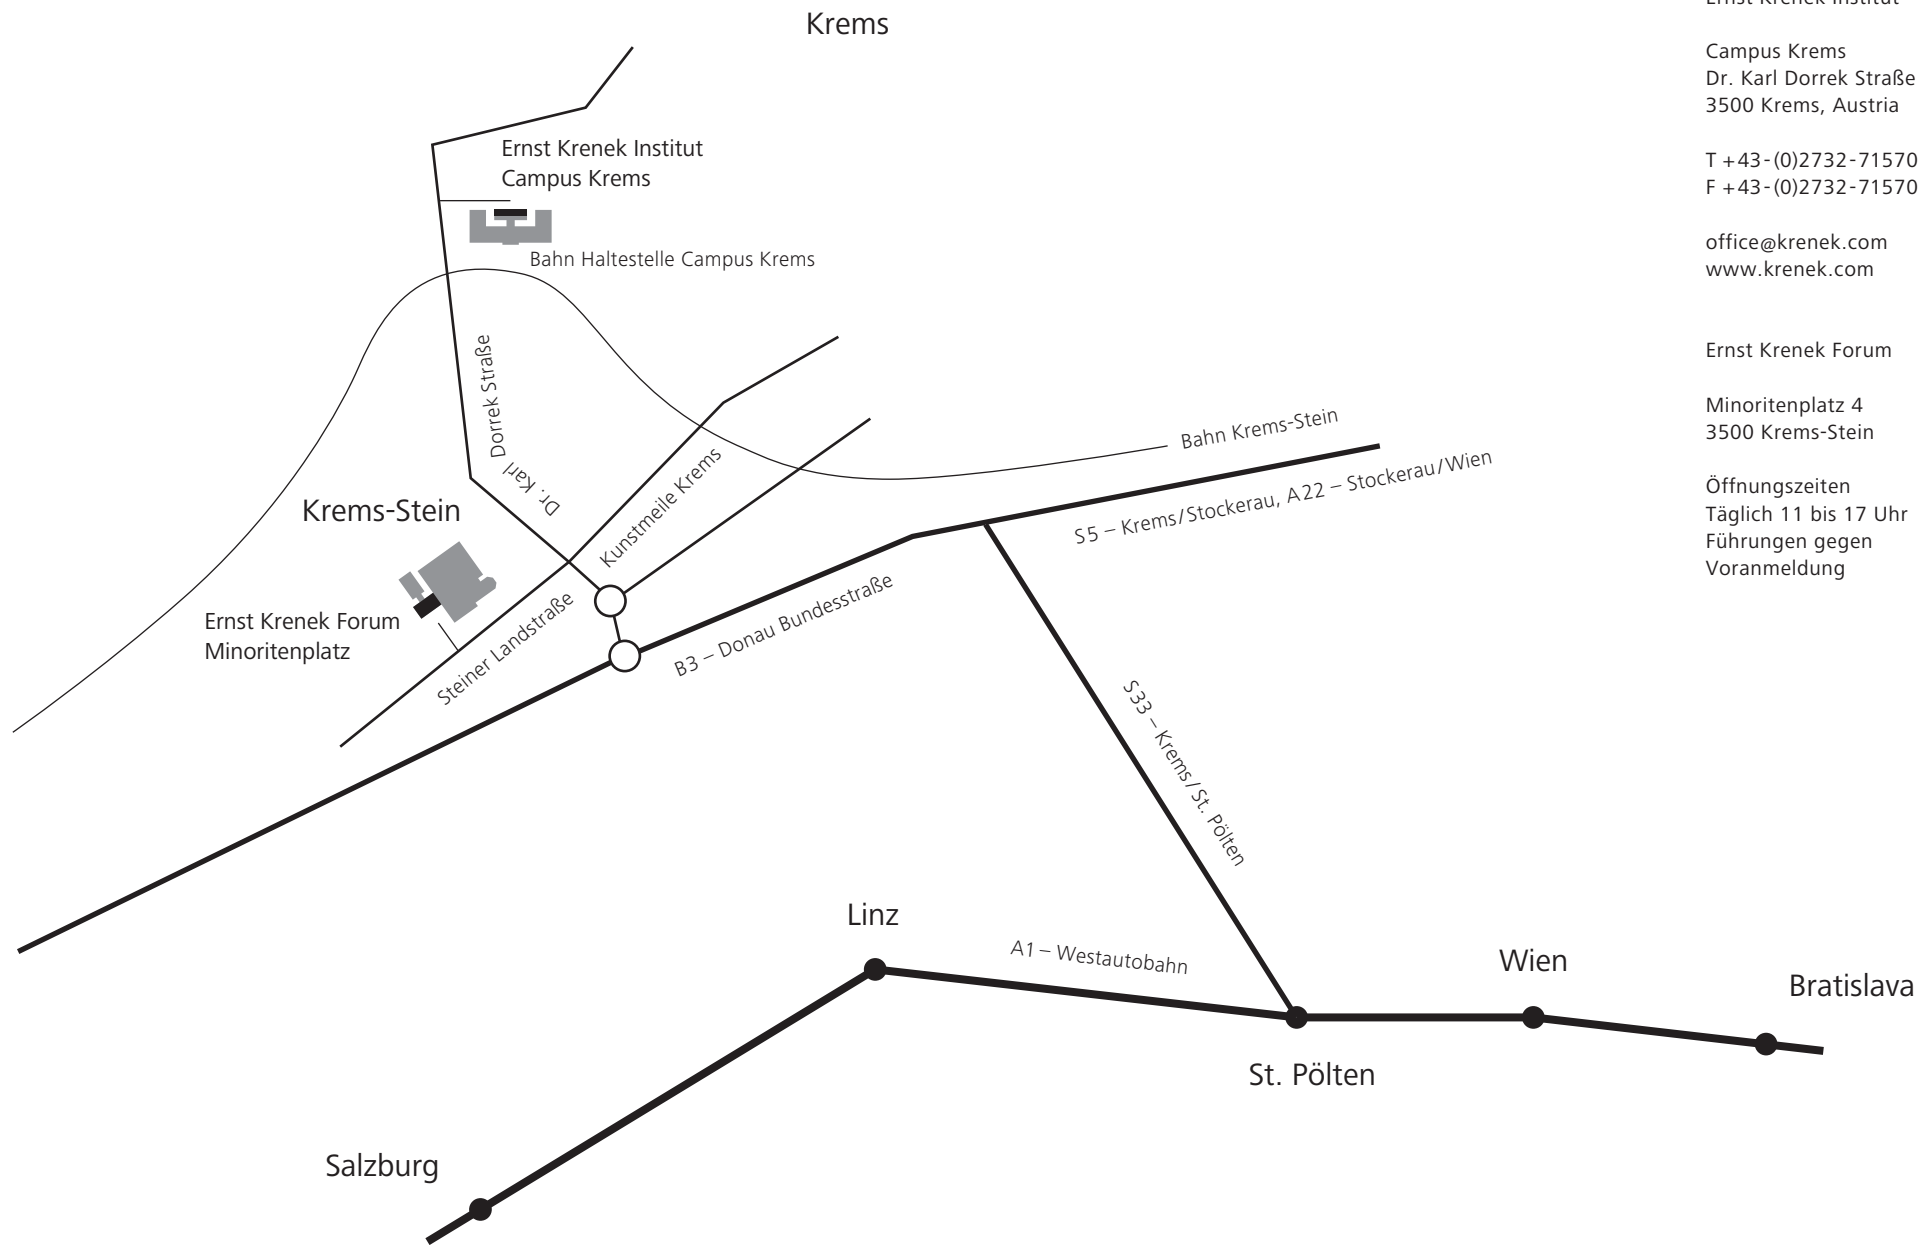 Krems
Ernst Krenek Institut
Campus Krems
Bahn Haltestelle Campus Krems
Dr. Karl Dorrek Straße
Kunstmeile Krems
Bahn Krems-Stein
S5 – Krems/Stockerau, A22 – Stockerau/Wien
Krems-Stein
Ernst Krenek Forum
Minoritenplatz
Steiner Landstraße
B3 – Donau Bundesstraße
S33 – Krems/St. Pölten
Linz
A1 – Westautobahn
Wien
Bratislava
St. Pölten
Salzburg
Ernst Krenek Institut
Campus Krems
Dr. Karl Dorrek Straße
3500 Krems, Austria
T +43-(0)2732-71570
F +43-(0)2732-71570
office@krenek.com
www.krenek.com
Ernst Krenek Forum
Minoritenplatz 4
3500 Krems-Stein
Öffnungszeiten
Täglich 11 bis 17 Uhr
Führungen gegen
Voranmeldung